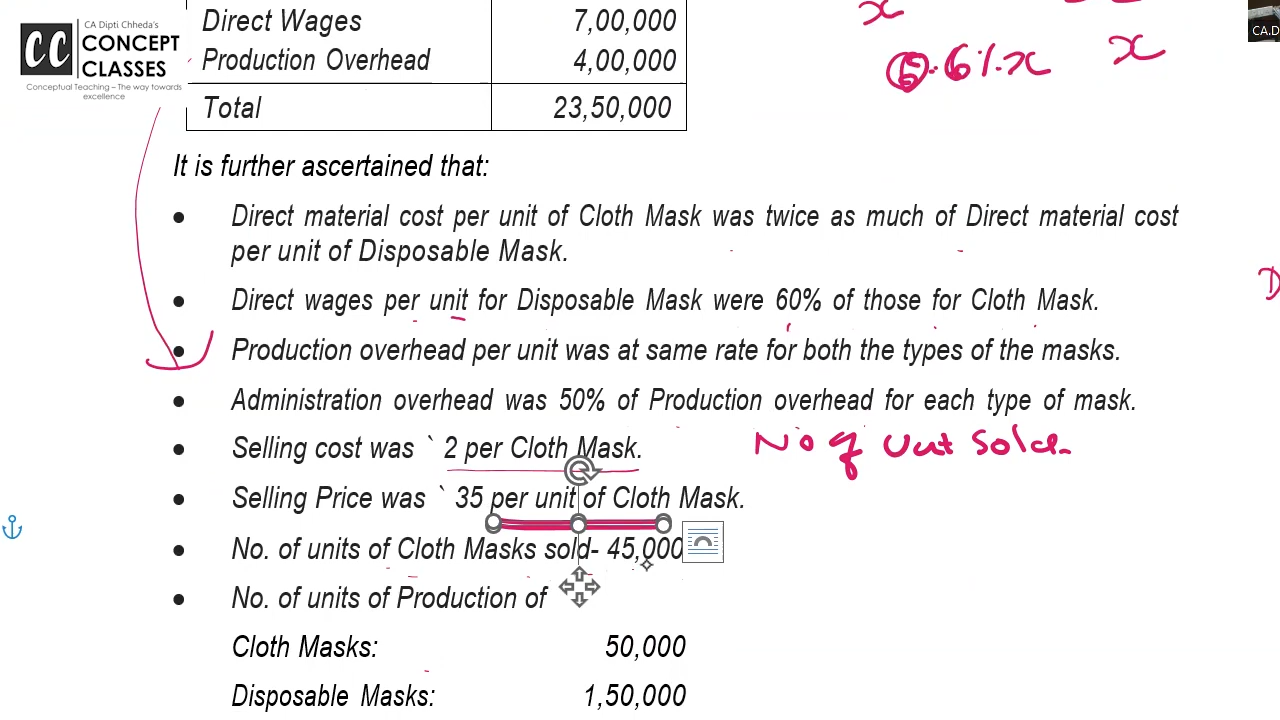 CA Dipti Chheda's
CC CONCEPT
CLASSES
Conceptual Teaching – The way towards
excellence
Direct Wages 7,00,000
Production Overhead 4,00,000
Total 23,50,000
x
6%.x x
CA.D
It is further ascertained that:
• Direct material cost per unit of Cloth Mask was twice as much of Direct material cost
per unit of Disposable Mask.
D
• Direct wages per unit for Disposable Mask were 60% of those for Cloth Mask.
• Production overhead per unit was at same rate for both the types of the masks.
• Administration overhead was 50% of Production overhead for each type of mask.
• Selling cost was ` 2 per Cloth Mask. No of Unit Sold
• Selling Price was ` 35 per unit of Cloth Mask.
• No. of units of Cloth Masks sold- 45,000
• No. of units of Production of
Cloth Masks: 50,000
Disposable Masks: 1,50,000